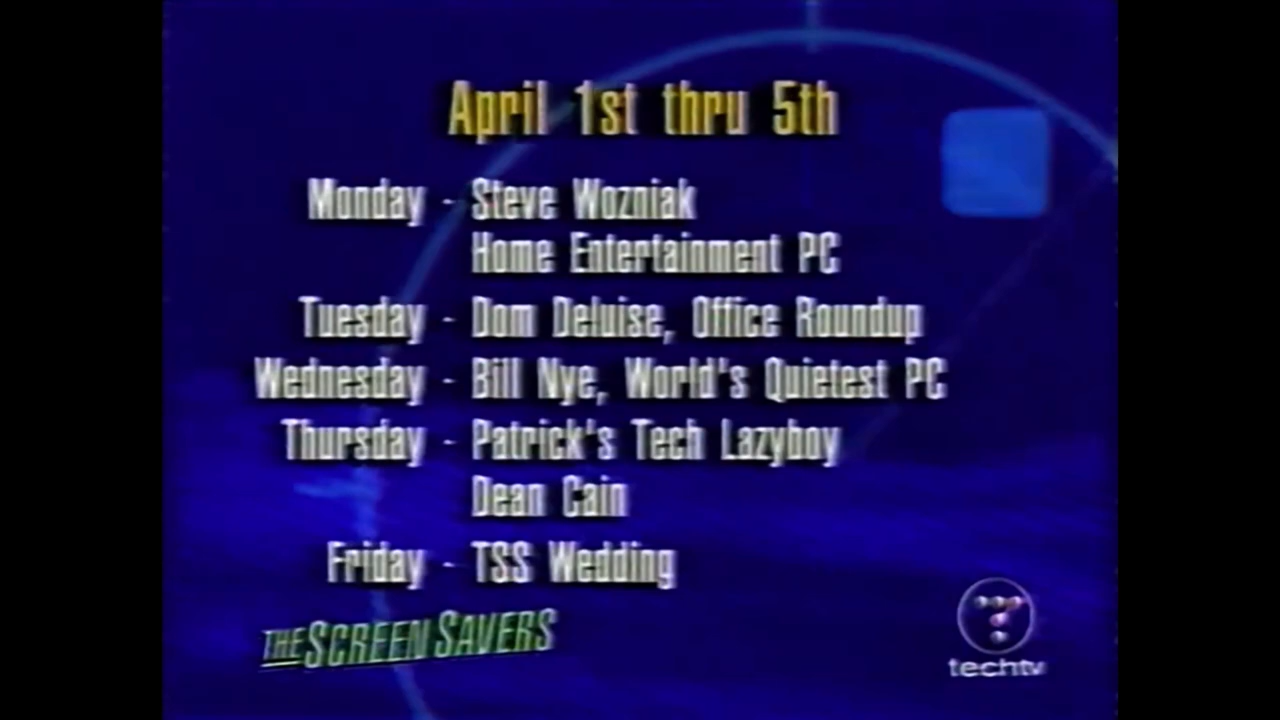 April 1st thru 5th
Monday - Steve Wozniak
Home Entertainment PC
Tuesday - Dom Deluise, Office Roundup
Wednesday - Bill Nye, World's Quietest PC
Thursday - Patrick's Tech Lazyboy
Dean Cain
Friday - TSS Wedding
THE SCREEN SAVERS
techtv